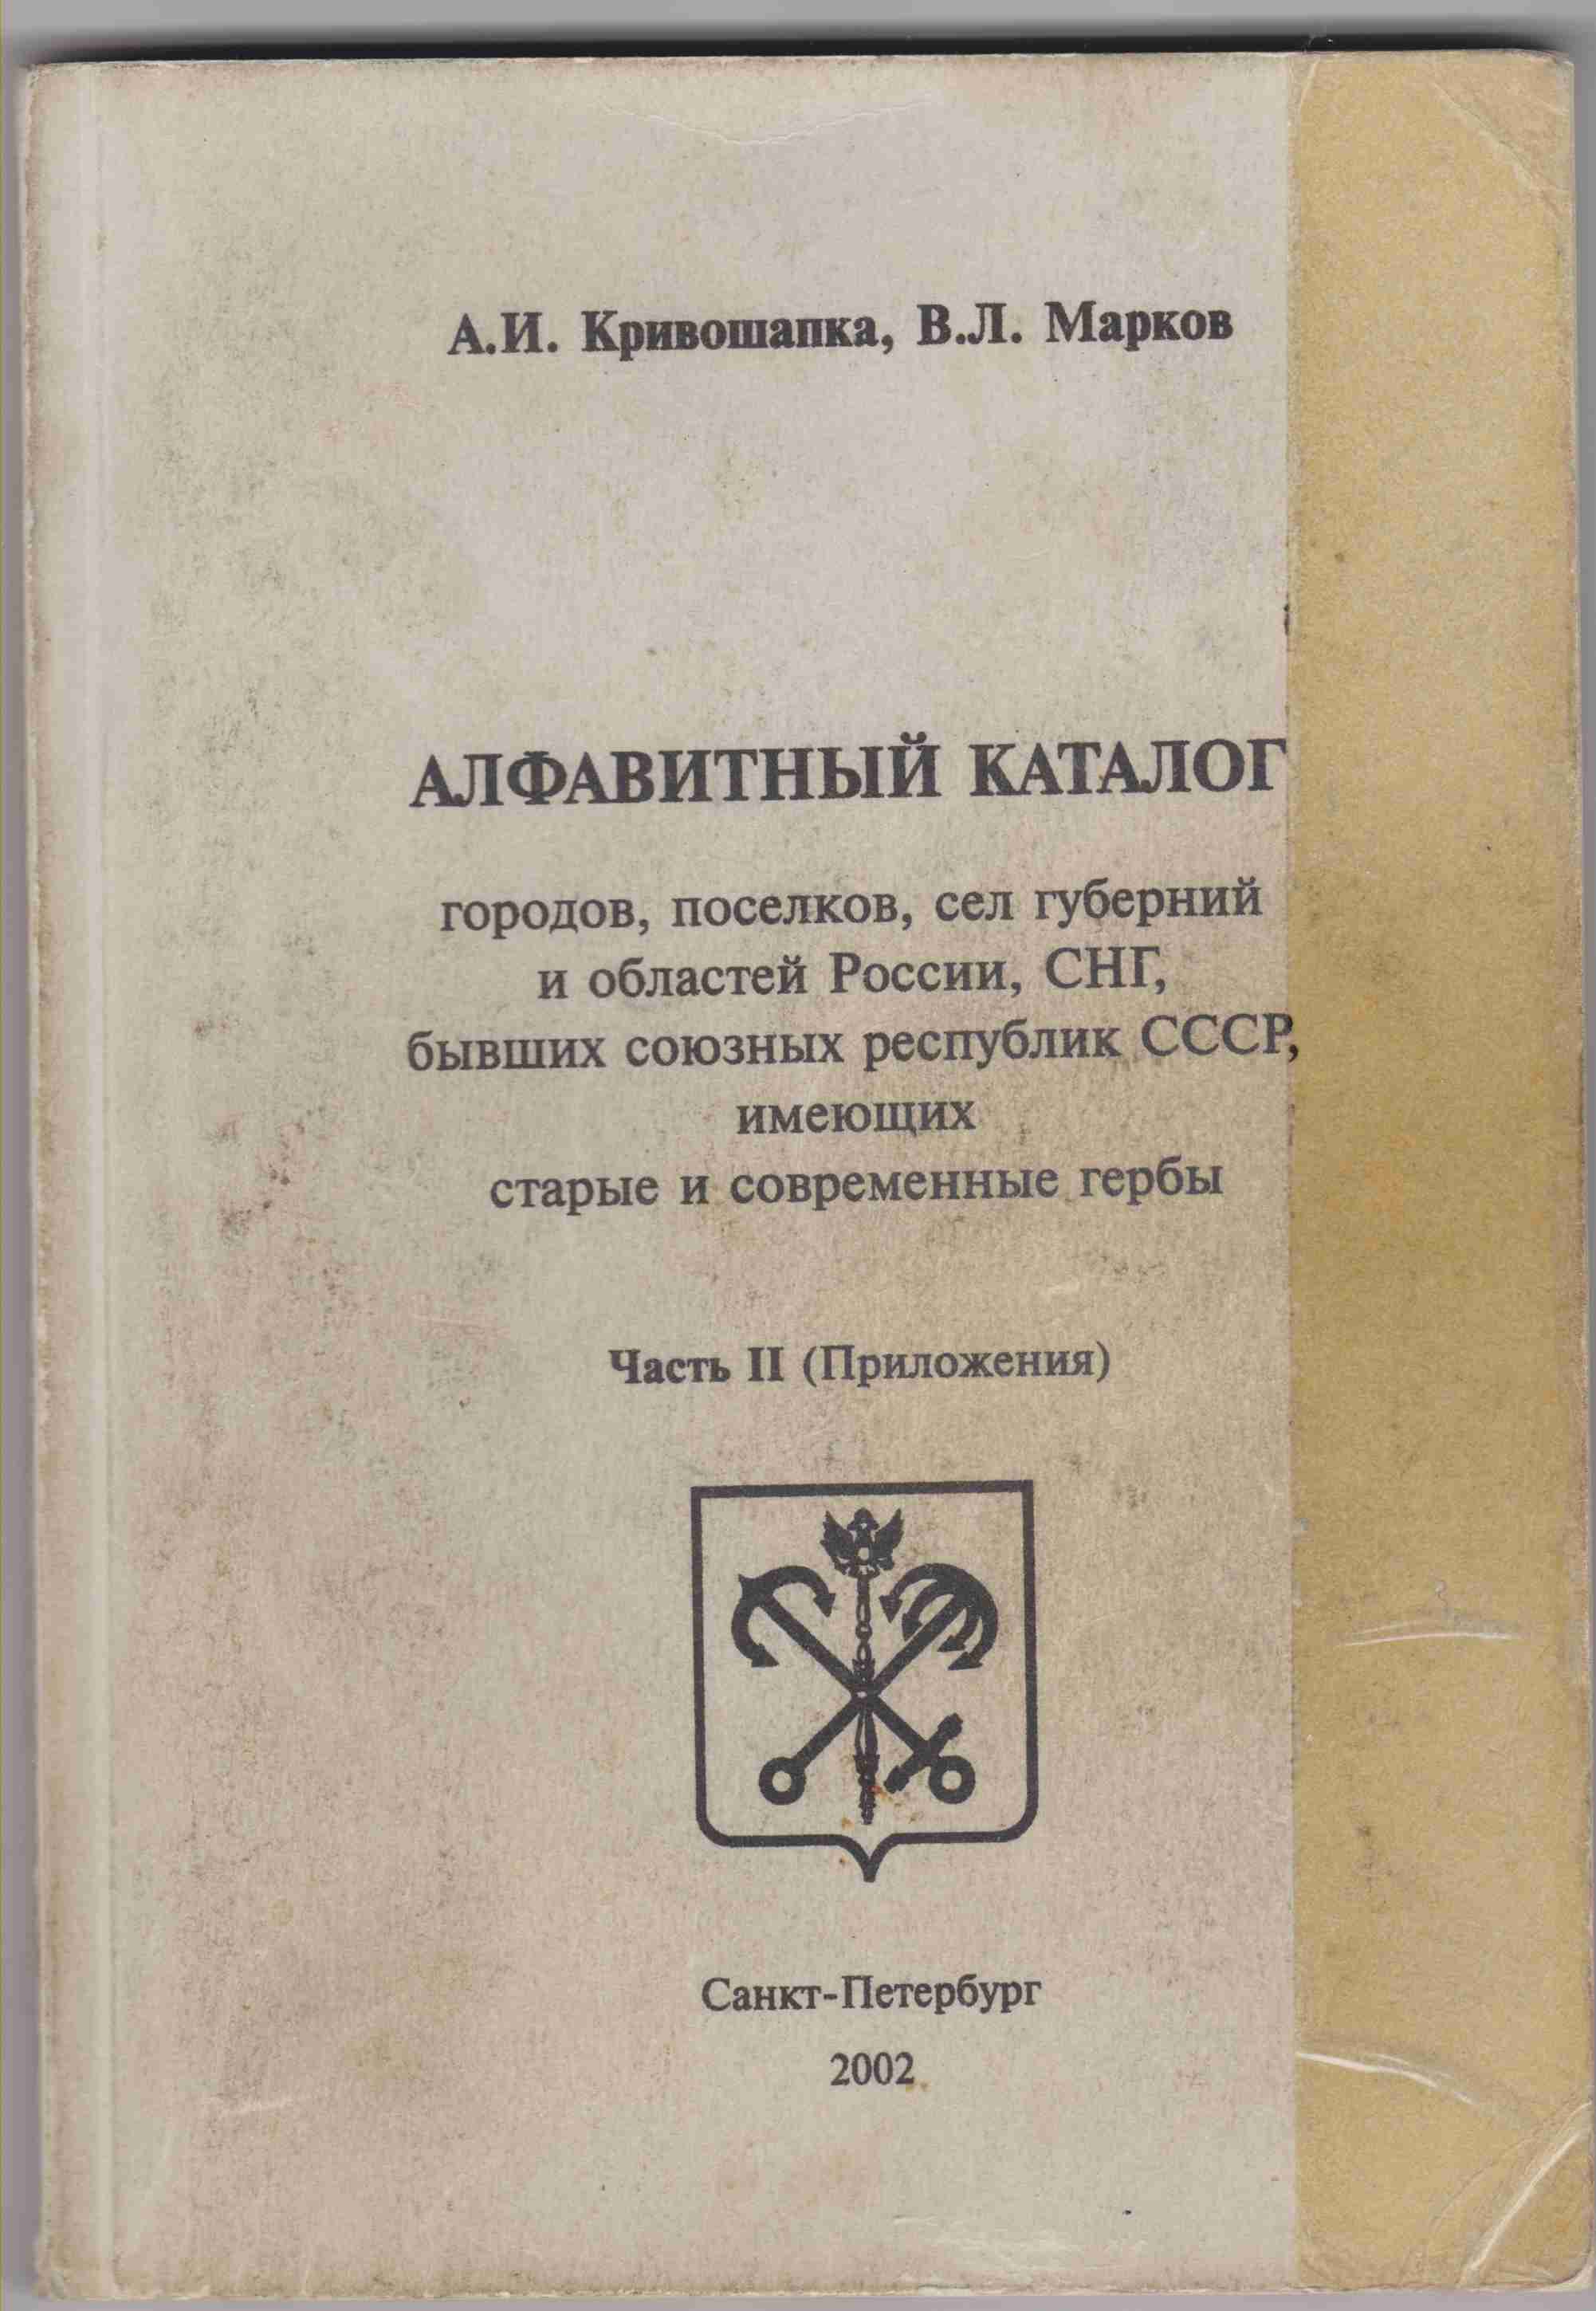 А.И. Кривошапка, В.Л. Марков
АЛФАВИТНЫЙ КАТАЛОГ
городов, поселков, сел губерний
и областей России, СНГ,
бывших союзных республик СССР,
имеющих
старые и современные гербы
Часть II (Приложения)
Санкт-Петербург
2002